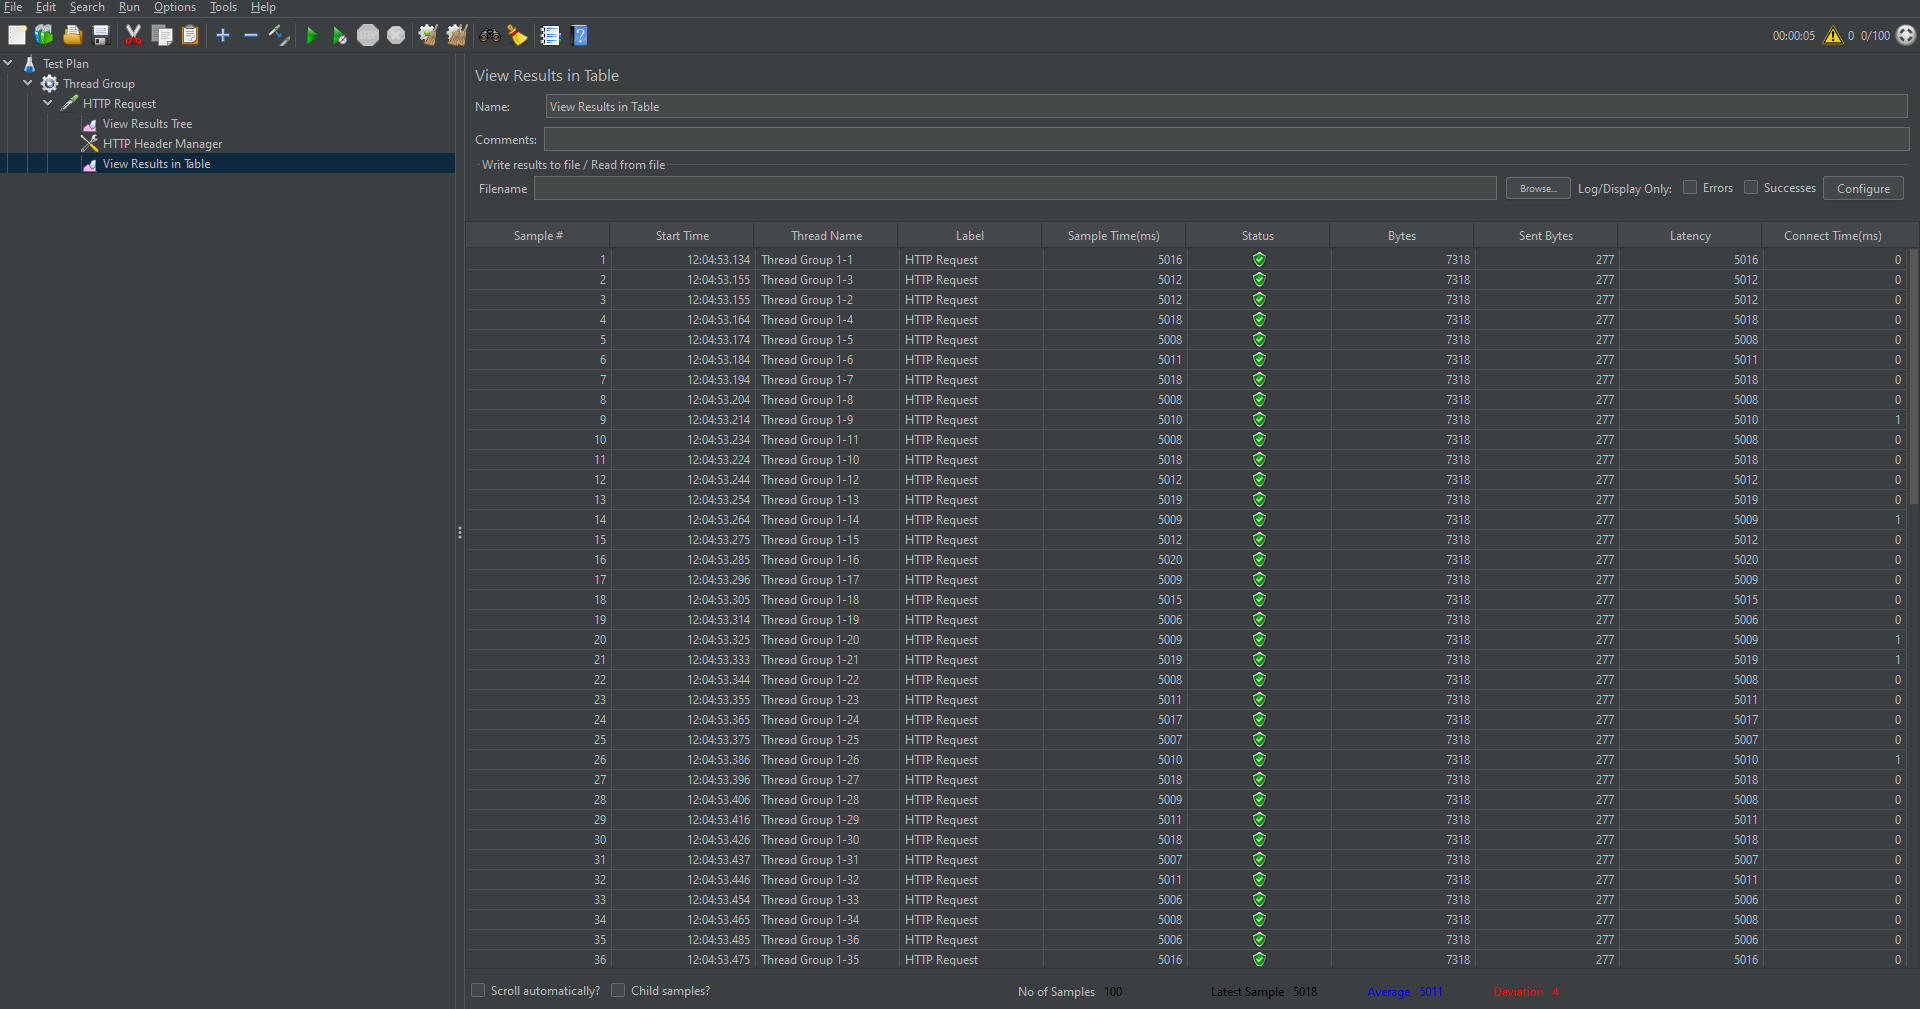 File Edit Search Run Options Tools Help
00:00:05 0 0/100
Test Plan
Thread Group
HTTP Request
View Results Tree
HTTP Header Manager
View Results in Table
View Results in Table
Name: View Results in Table
Comments:
Write results to file / Read from file
Filename Browse... Log/Display Only: Errors Successes Configure
Sample # Start Time Thread Name Label Sample Time(ms) Status Bytes Sent Bytes Latency Connect Time(ms)
1 12:04:53.134 Thread Group 1-1 HTTP Request 5016 7318 277 5016 0
2 12:04:53.155 Thread Group 1-3 HTTP Request 5012 7318 277 5012 0
3 12:04:53.155 Thread Group 1-2 HTTP Request 5012 7318 277 5012 0
4 12:04:53.164 Thread Group 1-4 HTTP Request 5018 7318 277 5018 0
5 12:04:53.174 Thread Group 1-5 HTTP Request 5008 7318 277 5008 0
6 12:04:53.184 Thread Group 1-6 HTTP Request 5011 7318 277 5011 0
7 12:04:53.194 Thread Group 1-7 HTTP Request 5018 7318 277 5018 0
8 12:04:53.204 Thread Group 1-8 HTTP Request 5008 7318 277 5008 0
9 12:04:53.214 Thread Group 1-9 HTTP Request 5010 7318 277 5010 1
10 12:04:53.234 Thread Group 1-11 HTTP Request 5008 7318 277 5008 0
11 12:04:53.224 Thread Group 1-10 HTTP Request 5018 7318 277 5018 0
12 12:04:53.244 Thread Group 1-12 HTTP Request 5012 7318 277 5012 0
13 12:04:53.254 Thread Group 1-13 HTTP Request 5019 7318 277 5019 0
14 12:04:53.264 Thread Group 1-14 HTTP Request 5009 7318 277 5009 1
15 12:04:53.275 Thread Group 1-15 HTTP Request 5012 7318 277 5012 0
16 12:04:53.285 Thread Group 1-16 HTTP Request 5020 7318 277 5020 0
17 12:04:53.296 Thread Group 1-17 HTTP Request 5009 7318 277 5009 0
18 12:04:53.305 Thread Group 1-18 HTTP Request 5015 7318 277 5015 0
19 12:04:53.314 Thread Group 1-19 HTTP Request 5006 7318 277 5006 0
20 12:04:53.325 Thread Group 1-20 HTTP Request 5009 7318 277 5009 1
21 12:04:53.333 Thread Group 1-21 HTTP Request 5019 7318 277 5019 1
22 12:04:53.344 Thread Group 1-22 HTTP Request 5008 7318 277 5008 0
23 12:04:53.355 Thread Group 1-23 HTTP Request 5011 7318 277 5011 0
24 12:04:53.365 Thread Group 1-24 HTTP Request 5017 7318 277 5017 0
25 12:04:53.375 Thread Group 1-25 HTTP Request 5007 7318 277 5007 0
26 12:04:53.386 Thread Group 1-26 HTTP Request 5010 7318 277 5010 1
27 12:04:53.396 Thread Group 1-27 HTTP Request 5018 7318 277 5018 0
28 12:04:53.406 Thread Group 1-28 HTTP Request 5009 7318 277 5008 0
29 12:04:53.416 Thread Group 1-29 HTTP Request 5011 7318 277 5011 0
30 12:04:53.426 Thread Group 1-30 HTTP Request 5018 7318 277 5018 0
31 12:04:53.437 Thread Group 1-31 HTTP Request 5007 7318 277 5007 0
32 12:04:53.446 Thread Group 1-32 HTTP Request 5011 7318 277 5011 0
33 12:04:53.454 Thread Group 1-33 HTTP Request 5006 7318 277 5006 0
34 12:04:53.465 Thread Group 1-34 HTTP Request 5008 7318 277 5008 0
35 12:04:53.485 Thread Group 1-36 HTTP Request 5006 7318 277 5006 0
36 12:04:53.475 Thread Group 1-35 HTTP Request 5016 7318 277 5016 0
Scroll automatically? Child samples? No of Samples 100 Latest Sample 5018 Average 5011 Deviation 4